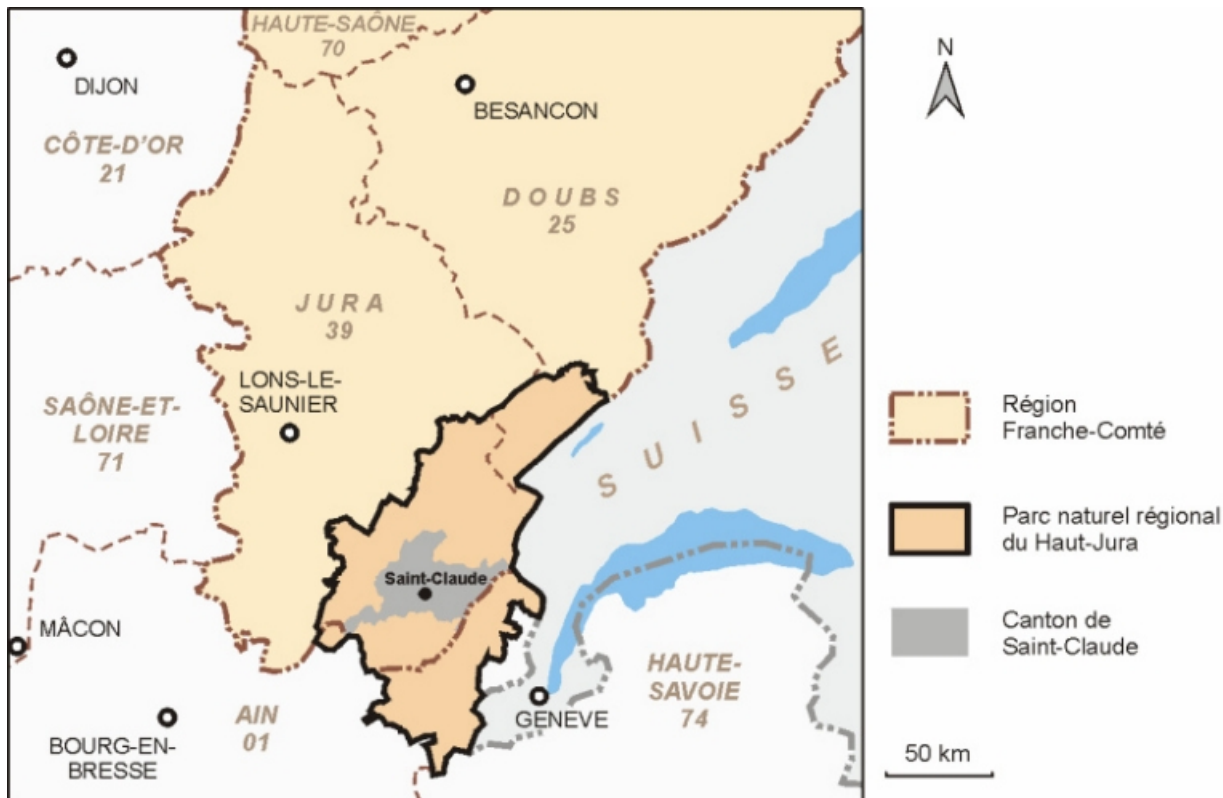 HAUTE-SAÔNE
70
DIJON
BESANCON
CÔTE-D'OR
21
DOUBS
25
JURA
39
LONS-LE-
SAUNIER
SAÔNE-ET-
LOIRE
71
SUISSE
Saint-Claude
MÂCON
HAUTE-
SAVOIE
74
GENEVE
AIN
01
BOURG-EN-
BRESSE
N
Région
Franche-Comté
Parc naturel régional
du Haut-Jura
Canton de
Saint-Claude
50 km